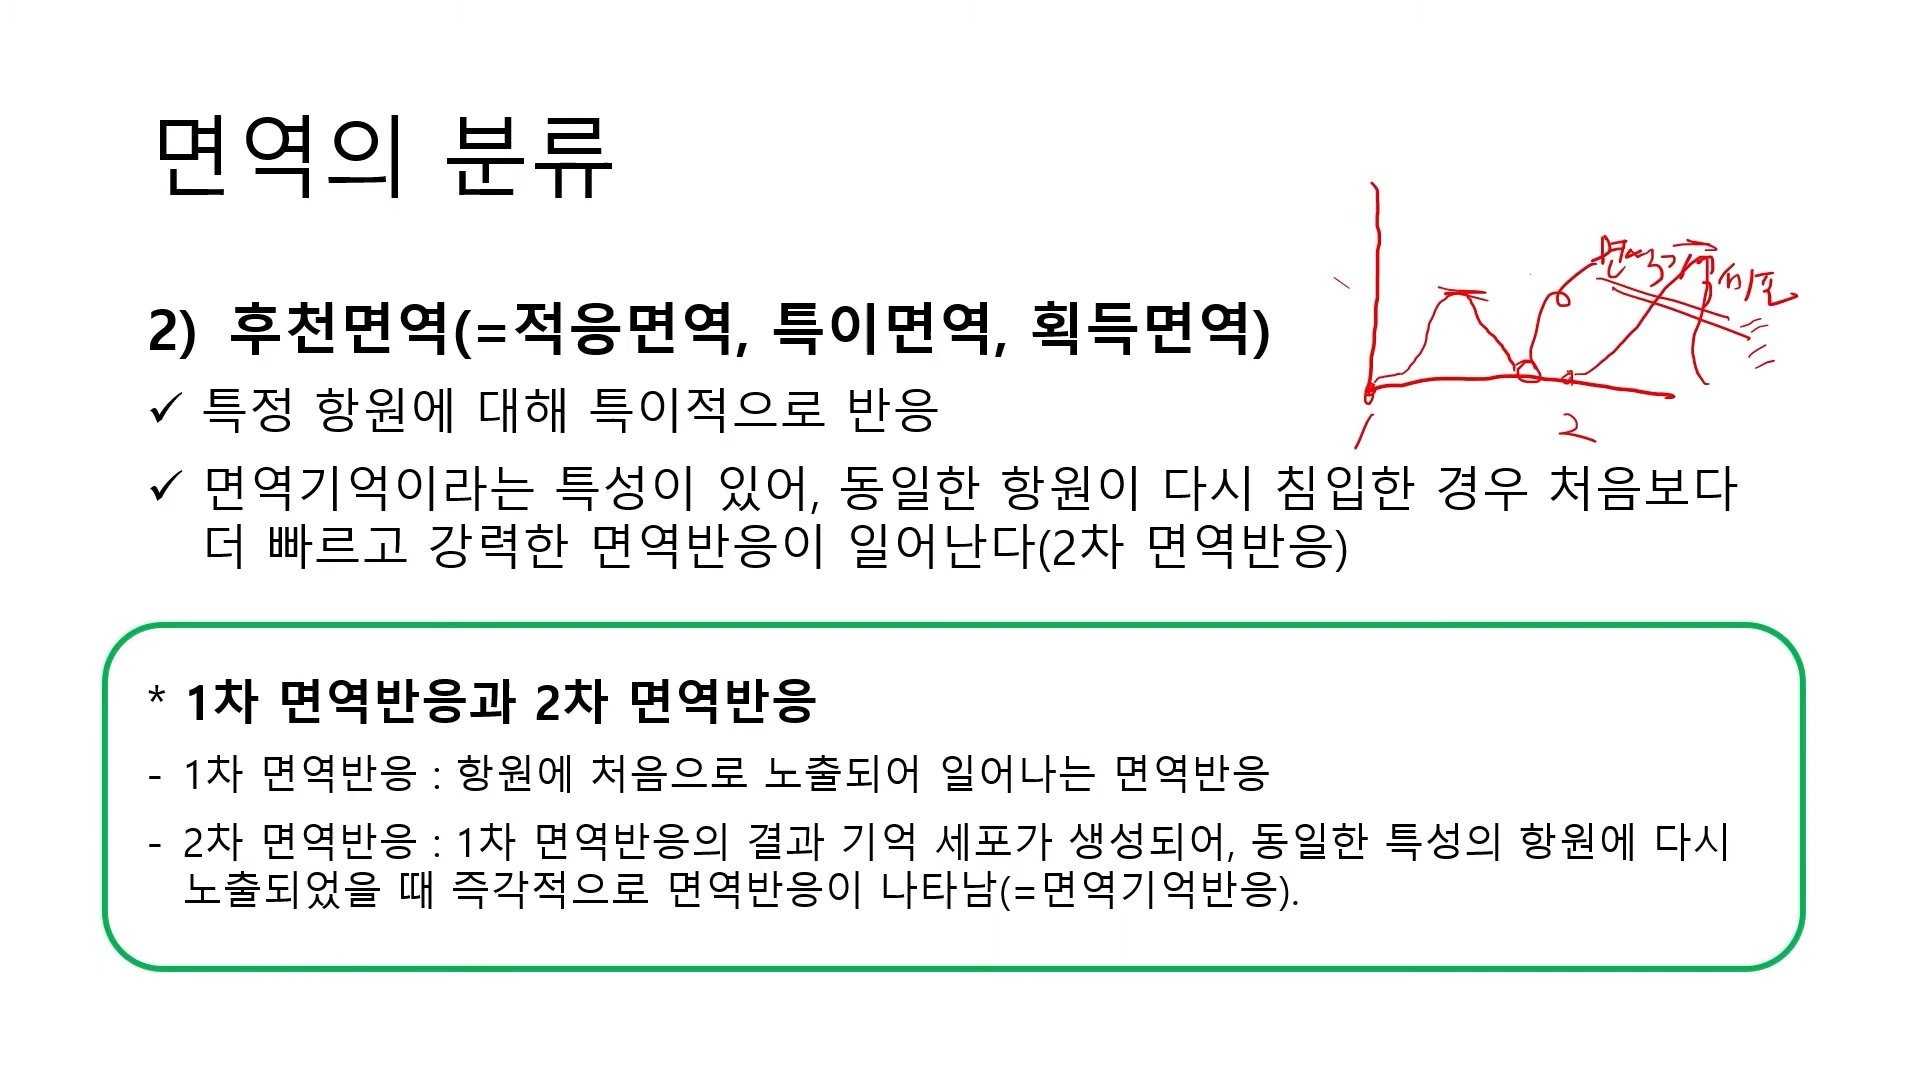 면역의 분류
2) 후천면역(=적응면역, 특이면역, 획득면역)
✓ 특정 항원에 대해 특이적으로 반응
✓ 면역기억이라는 특성이 있어, 동일한 항원이 다시 침입한 경우 처음보다
더 빠르고 강력한 면역반응이 일어난다(2차 면역반응)
1 2
* 1차 면역반응과 2차 면역반응
- 1차 면역반응 : 항원에 처음으로 노출되어 일어나는 면역반응
- 2차 면역반응 : 1차 면역반응의 결과 기억 세포가 생성되어, 동일한 특성의 항원에 다시
노출되었을 때 즉각적으로 면역반응이 나타남(=면역기억반응).